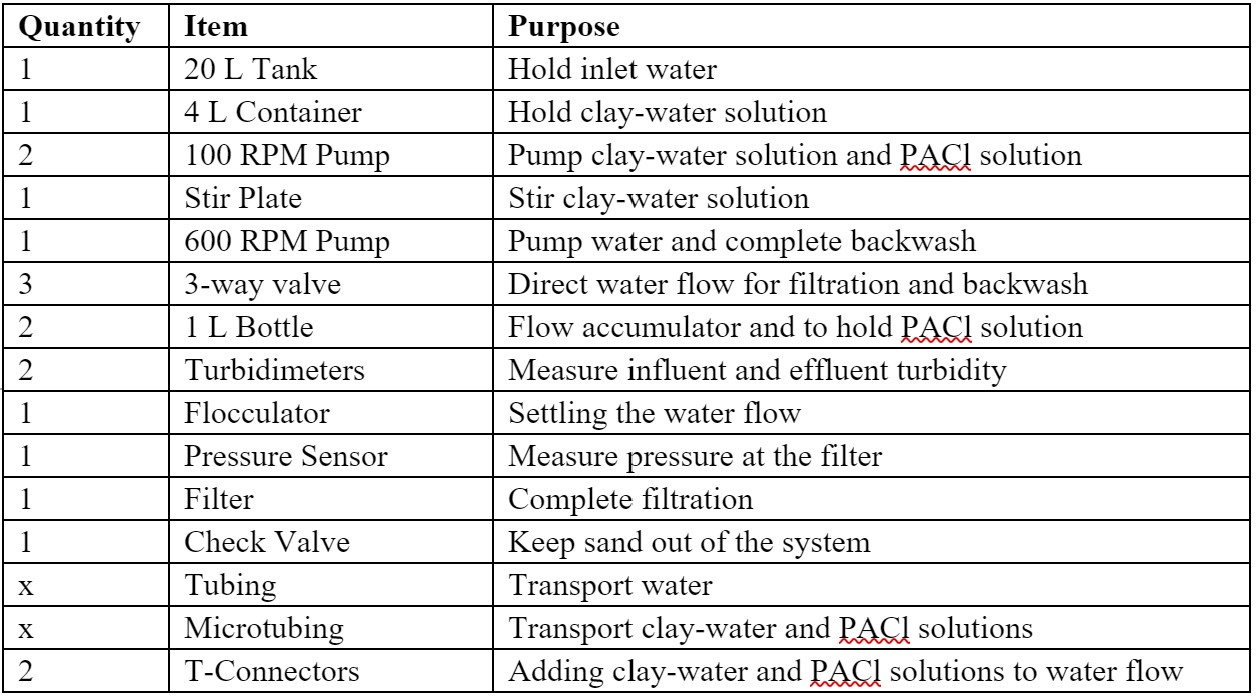 Quantity Item Purpose
1 20 L Tank Hold inlet water
1 4 L Container Hold clay-water solution
2 100 RPM Pump Pump clay-water solution and PACl solution
1 Stir Plate Stir clay-water solution
1 600 RPM Pump Pump water and complete backwash
3 3-way valve Direct water flow for filtration and backwash
2 1 L Bottle Flow accumulator and to hold PACl solution
2 Turbidimeters Measure influent and effluent turbidity
1 Flocculator Settling the water flow
1 Pressure Sensor Measure pressure at the filter
1 Filter Complete filtration
1 Check Valve Keep sand out of the system
x Tubing Transport water
x Microtubing Transport clay-water and PACl solutions
2 T-Connectors Adding clay-water and PACl solutions to water flow